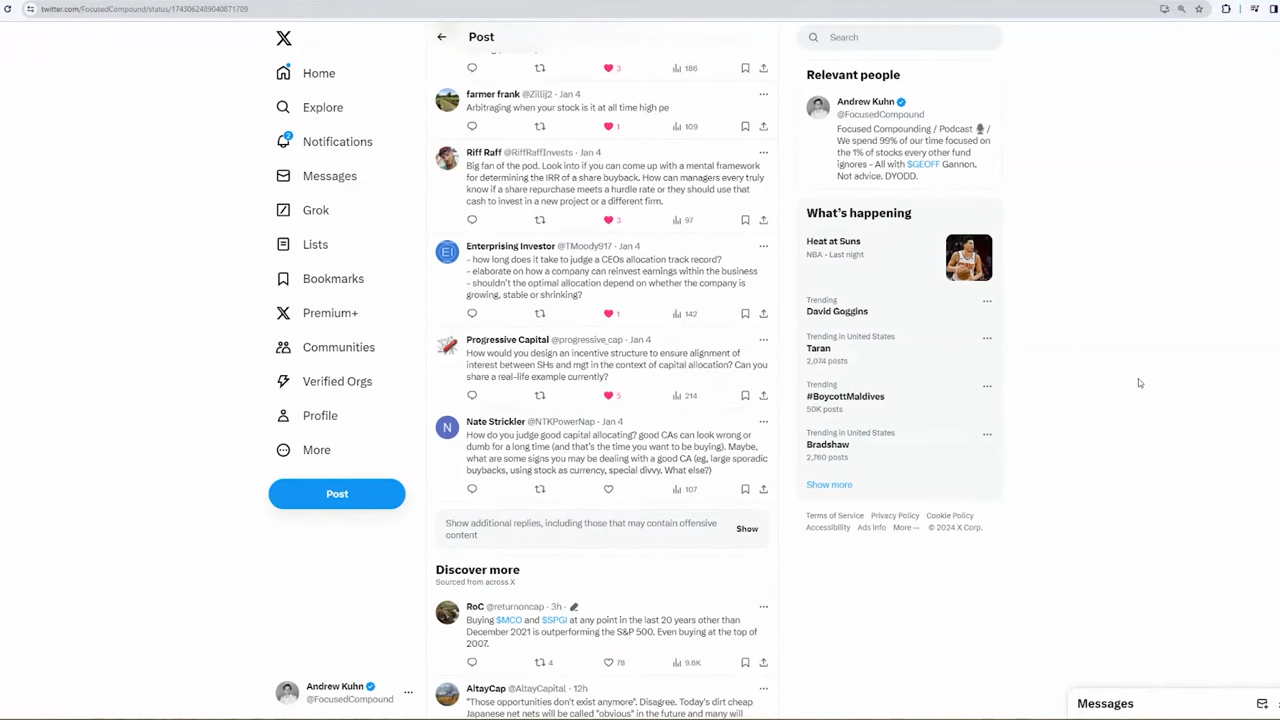 twitter.com/FocusedCompound/status/1743062489040871709
Home
Explore
2
Notifications
Messages
Grok
Lists
Bookmarks
Premium+
Communities
Verified Orgs
Profile
More
Post
Andrew Kuhn
@FocusedCompound
Post
3 186
farmer frank @Zillij2 · Jan 4
Arbitraging when your stock is it at all time high pe
1 109
Riff Raff @RiffRaffInvests · Jan 4
Big fan of the pod. Look into if you can come up with a mental framework
for determining the IRR of a share buyback. How can managers every truly
know if a share repurchase meets a hurdle rate or they should use that
cash to invest in a new project or a different firm.
3 97
EI
Enterprising Investor @TMoody917 · Jan 4
- how long does it take to judge a CEOs allocation track record?
- elaborate on how a company can reinvest earnings within the business
- shouldn't the optimal allocation depend on whether the company is
growing, stable or shrinking?
1 142
Progressive Capital @progressive_cap · Jan 4
How would you design an incentive structure to ensure alignment of
interest between SHs and mgt in the context of capital allocation? Can you
share a real-life example currently?
5 214
N
Nate Strickler @NTKPowerNap · Jan 4
How do you judge good capital allocating? good CAs can look wrong or
dumb for a long time (and that's the time you want to be buying). Maybe,
what are some signs you may be dealing with a good CA (eg, large sporadic
buybacks, using stock as currency, special divvy. What else?)
107
Show additional replies, including those that may contain offensive
content
Show
Discover more
Sourced from across X
RoC @returnoncap · 3h ·
Buying $MCO and $SPGI at any point in the last 20 years other than
December 2021 is outperforming the S&P 500. Even buying at the top of
2007.
4 78 9.6K
AltayCap @AltayCapital · 12h
"Those opportunities don't exist anymore". Disagree. Today's dirt cheap
Japanese net nets will be called "obvious" in the future and many will
Search
Relevant people
Andrew Kuhn
@FocusedCompound
Focused Compounding / Podcast /
We spend 99% of our time focused on
the 1% of stocks every other fund
ignores - All with $GEOFF Gannon.
Not advice. DYODD.
What's happening
Heat at Suns
NBA · Last night
Trending
David Goggins
Trending in United States
Taran
2,074 posts
Trending
#BoycottMaldives
50K posts
Trending in United States
Bradshaw
2,760 posts
Show more
Terms of Service Privacy Policy Cookie Policy
Accessibility Ads Info More ··· © 2024 X Corp.
Messages